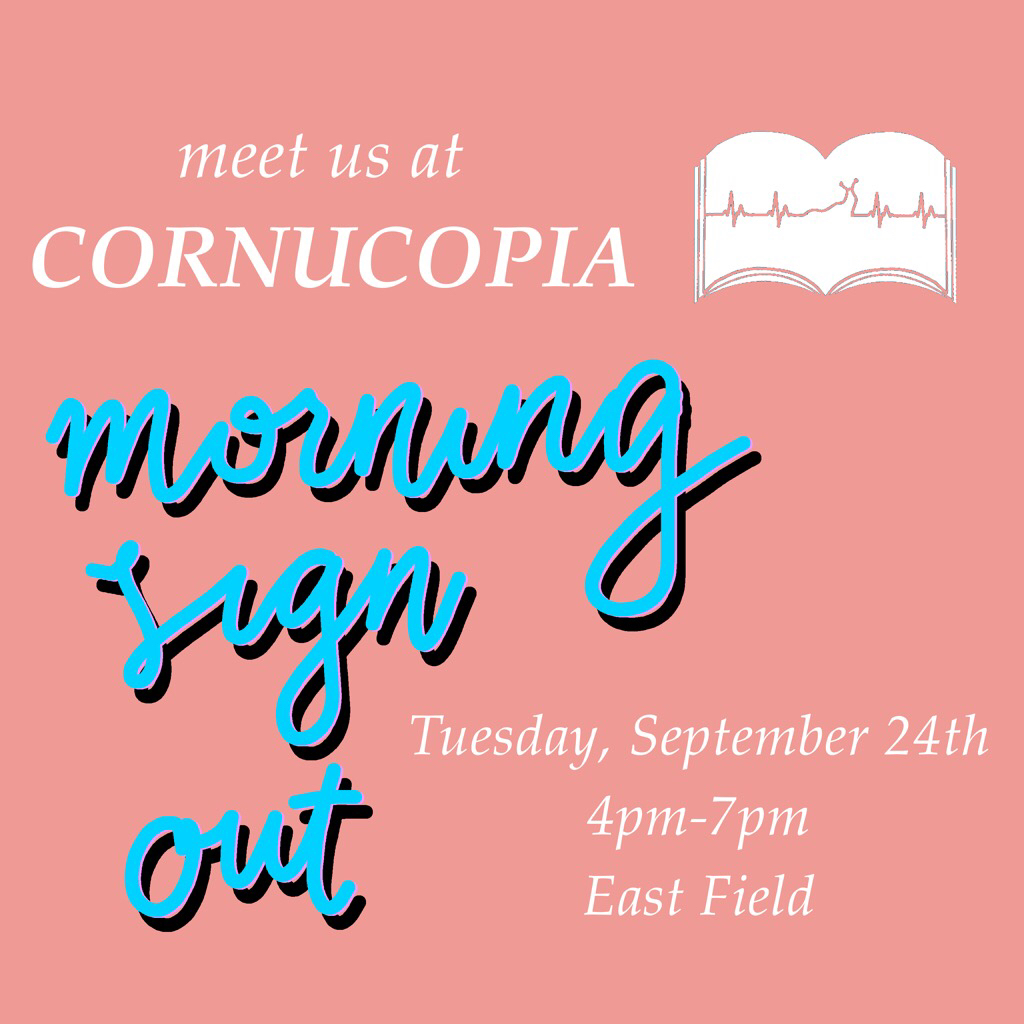 meet us at
CORNUCOPIA
morning
sign
out
Tuesday, September 24th
4pm-7pm
East Field